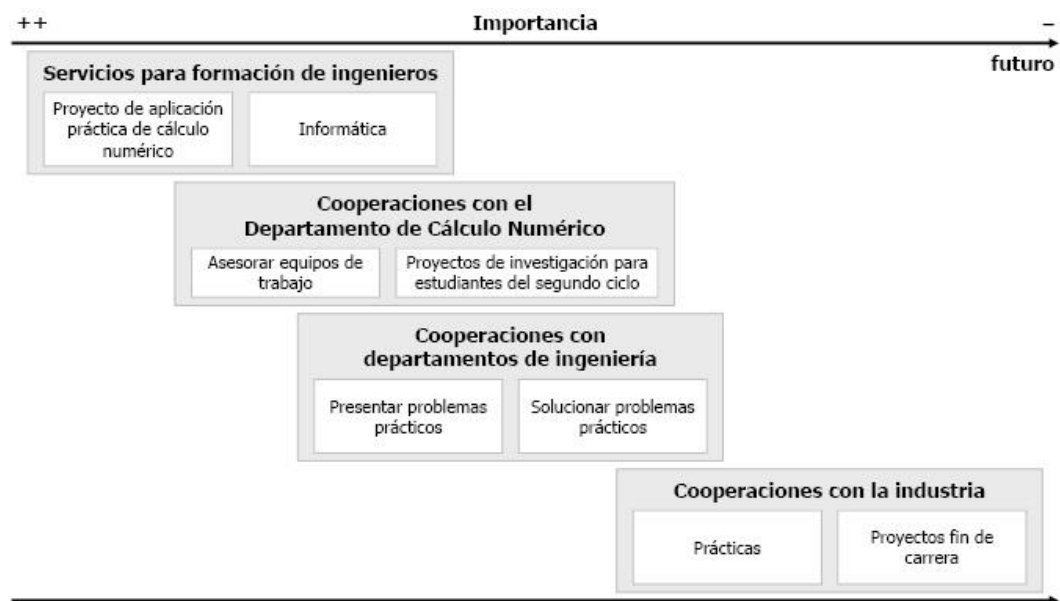 ++ Importancia –
futuro
Servicios para formación de ingenieros
Proyecto de aplicación
práctica de cálculo
numérico
Informática
Cooperaciones con el
Departamento de Cálculo Numérico
Asesorar equipos de
trabajo
Proyectos de investigación para
estudiantes del segundo ciclo
Cooperaciones con
departamentos de ingeniería
Presentar problemas
prácticos
Solucionar problemas
prácticos
Cooperaciones con la industria
Prácticas
Proyectos fin de
carrera